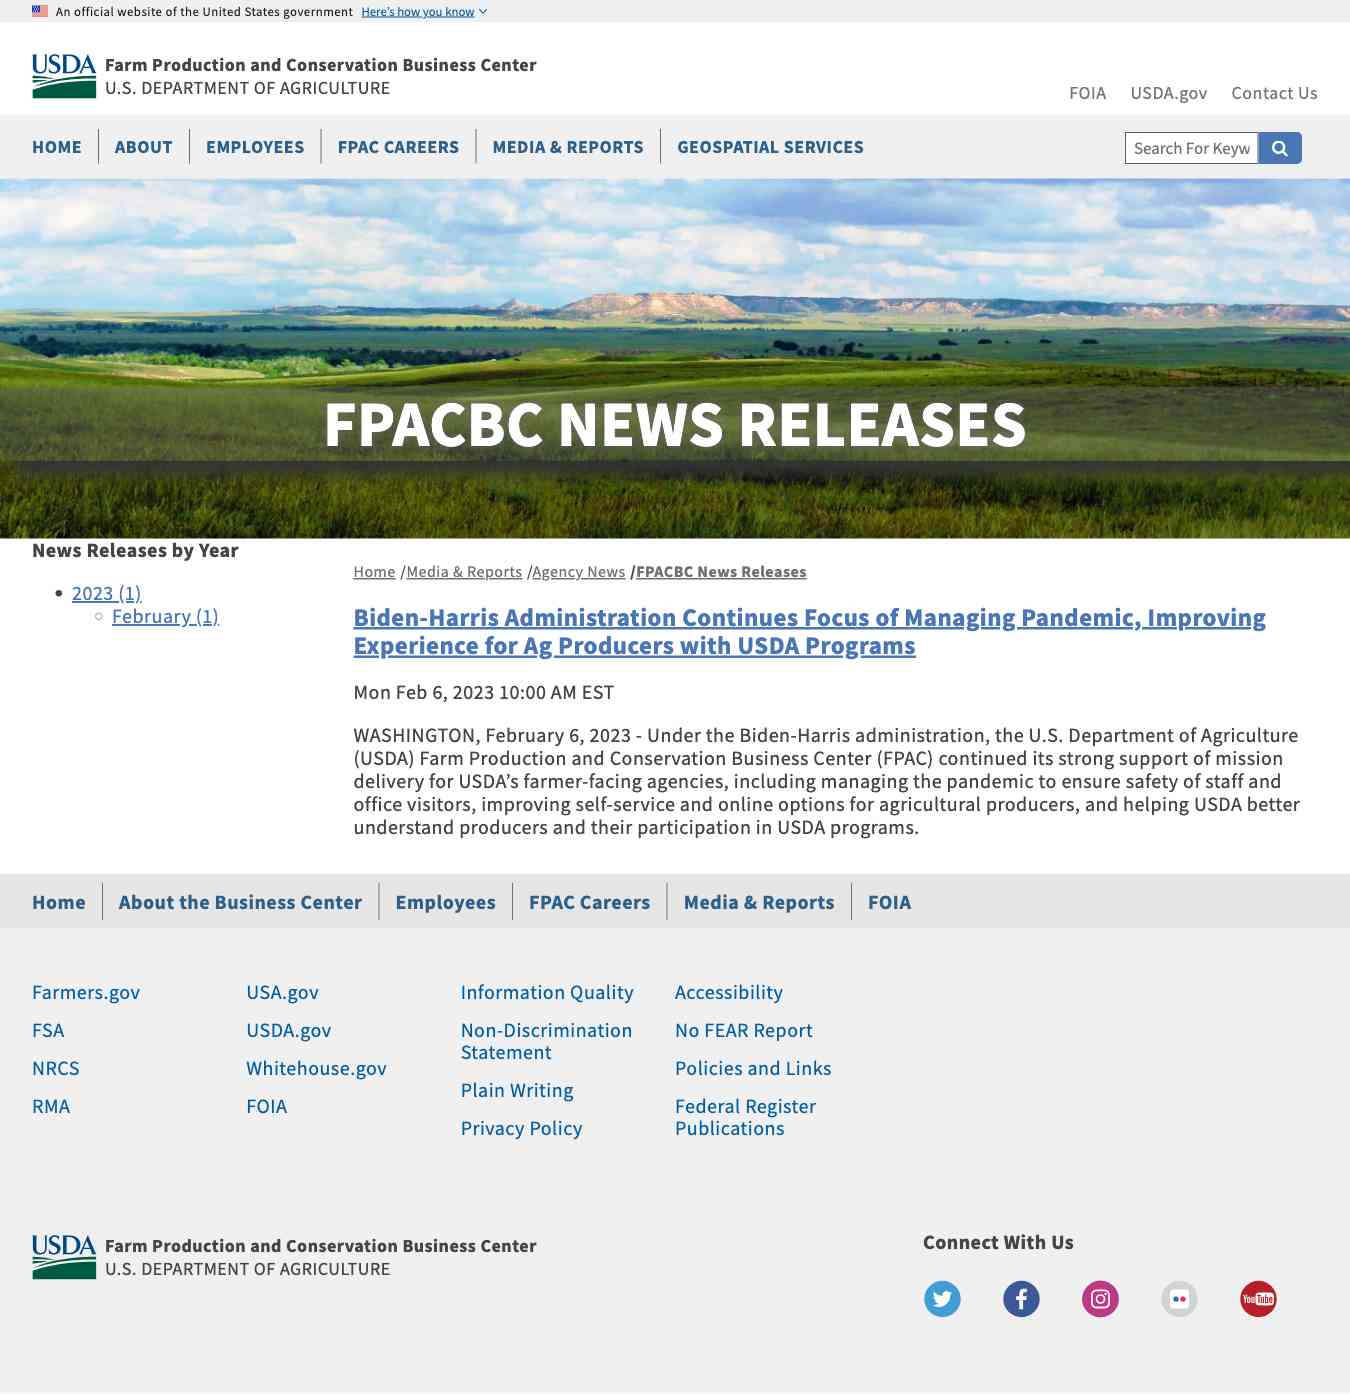 An official website of the United States government Here's how you know
USDA Farm Production and Conservation Business Center
U.S. DEPARTMENT OF AGRICULTURE
FOIA USDA.gov Contact Us
HOME ABOUT EMPLOYEES FPAC CAREERS MEDIA & REPORTS GEOSPATIAL SERVICES Search For Keyw
FPACBC NEWS RELEASES
News Releases by Year
2023 (1)
February (1)
Home /Media & Reports /Agency News /FPACBC News Releases
Biden-Harris Administration Continues Focus of Managing Pandemic, Improving
Experience for Ag Producers with USDA Programs
Mon Feb 6, 2023 10:00 AM EST
WASHINGTON, February 6, 2023 - Under the Biden-Harris administration, the U.S. Department of Agriculture
(USDA) Farm Production and Conservation Business Center (FPAC) continued its strong support of mission
delivery for USDA’s farmer-facing agencies, including managing the pandemic to ensure safety of staff and
office visitors, improving self-service and online options for agricultural producers, and helping USDA better
understand producers and their participation in USDA programs.
Home About the Business Center Employees FPAC Careers Media & Reports FOIA
Farmers.gov
FSA
NRCS
RMA
USA.gov
USDA.gov
Whitehouse.gov
FOIA
Information Quality
Non-Discrimination
Statement
Plain Writing
Privacy Policy
Accessibility
No FEAR Report
Policies and Links
Federal Register
Publications
USDA Farm Production and Conservation Business Center
U.S. DEPARTMENT OF AGRICULTURE
Connect With Us
YouTube